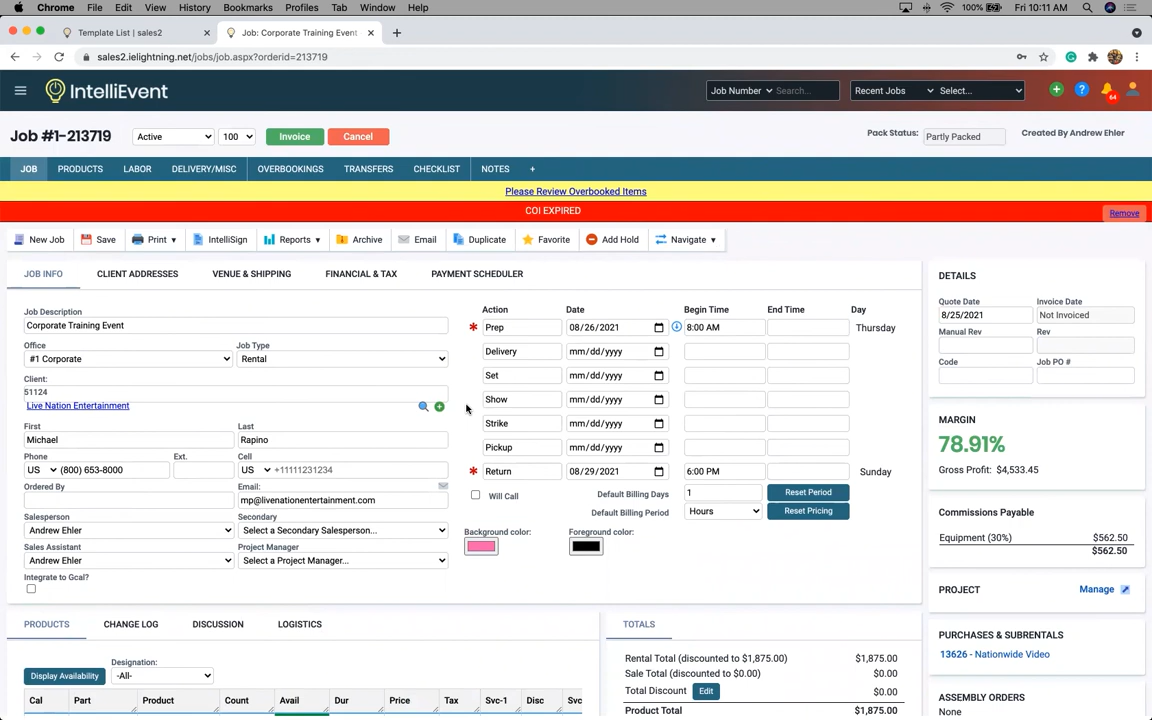 Chrome File Edit View History Bookmarks Profiles Tab Window Help 100% Fri 10:11 AM
Template List | sales2 Job: Corporate Training Event
sales2.ielightning.net/jobs/job.aspx?orderid=213719
IntelliEvent Job Number Search... Recent Jobs Select... 64
Job #1-213719 Active 100 Invoice Cancel Pack Status: Partly Packed Created By Andrew Ehler
JOB PRODUCTS LABOR DELIVERY/MISC OVERBOOKINGS TRANSFERS CHECKLIST NOTES +
Please Review Overbooked Items
COI EXPIRED Remove
New Job Save Print IntelliSign Reports Archive Email Duplicate Favorite Add Hold Navigate
JOB INFO CLIENT ADDRESSES VENUE & SHIPPING FINANCIAL & TAX PAYMENT SCHEDULER
Job Description
Corporate Training Event
Office Job Type
#1 Corporate Rental
Client:
51124
Live Nation Entertainment
First Last
Michael Rapino
Phone Ext. Cell
US (800) 653-8000 US +11111231234
Ordered By Email:
mp@livenationentertainment.com
Salesperson Secondary
Andrew Ehler Select a Secondary Salesperson...
Sales Assistant Project Manager
Andrew Ehler Select a Project Manager...
Integrate to Gcal?
Action Date Begin Time End Time Day
* Prep 08/26/2021 8:00 AM Thursday
Delivery mm/dd/yyyy
Set mm/dd/yyyy
Show mm/dd/yyyy
Strike mm/dd/yyyy
Pickup mm/dd/yyyy
* Return 08/29/2021 6:00 PM Sunday
Will Call Default Billing Days 1 Reset Period
Default Billing Period Hours Reset Pricing
Background color: Foreground color:
DETAILS
Quote Date Invoice Date
8/25/2021 Not Invoiced
Manual Rev Rev
Code Job PO #
MARGIN
78.91%
Gross Profit: $4,533.45
Commissions Payable
Equipment (30%) $562.50
$562.50
PROJECT Manage
PURCHASES & SUBRENTALS
13626 - Nationwide Video
ASSEMBLY ORDERS
None
PRODUCTS CHANGE LOG DISCUSSION LOGISTICS
Designation:
Display Availability -All-
Cal Part Product Count Avail Dur Price Tax Svc-1 Disc Svc
TOTALS
Rental Total (discounted to $1,875.00) $1,875.00
Sale Total (discounted to $0.00) $0.00
Total Discount Edit $0.00
Product Total $1,875.00